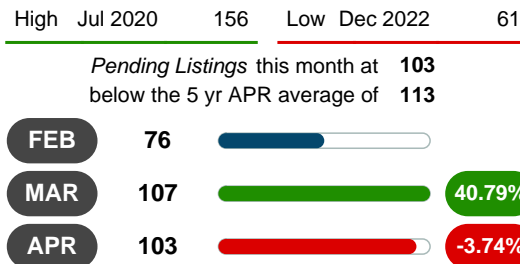 High Jul 2020 156 Low Dec 2022 61
Pending Listings this month at 103
below the 5 yr APR average of 113
FEB 76
MAR 107 40.79%
APR 103 -3.74%